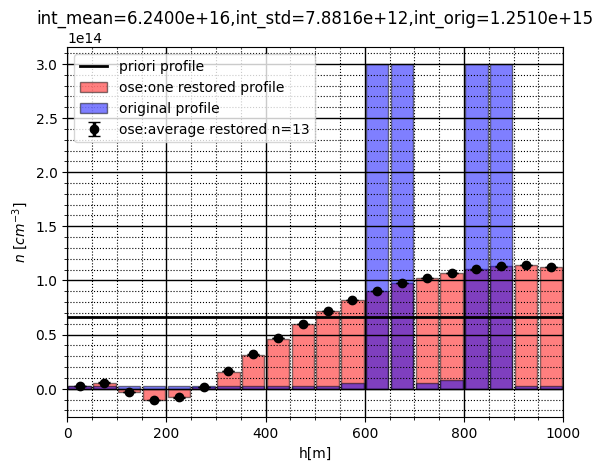 int_mean=6.2400e+16,int_std=7.8816e+12,int_orig=1.2510e+15
1e14
priori profile
ose:one restored profile
original profile
ose:average restored n=13
3.0
2.5
2.0
1.5
1.0
0.5
0.0
n [cm⁻³]
0 200 400 600 800 1000
h[m]